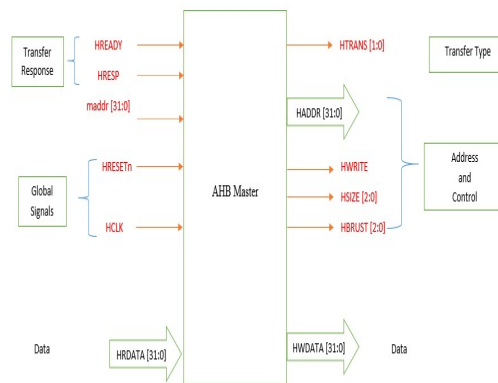 Transfer
Response
HREADY
HRESP
maddr [31:0]
Global
Signals
HRESETn
HCLK
Data
HRDATA [31:0]
AHB Master
HTRANS [1:0]
Transfer Type
HADDR [31:0]
HWRITE
HSIZE [2:0]
HBRUST [2:0]
Address
and
Control
HWDATA [31:0]
Data